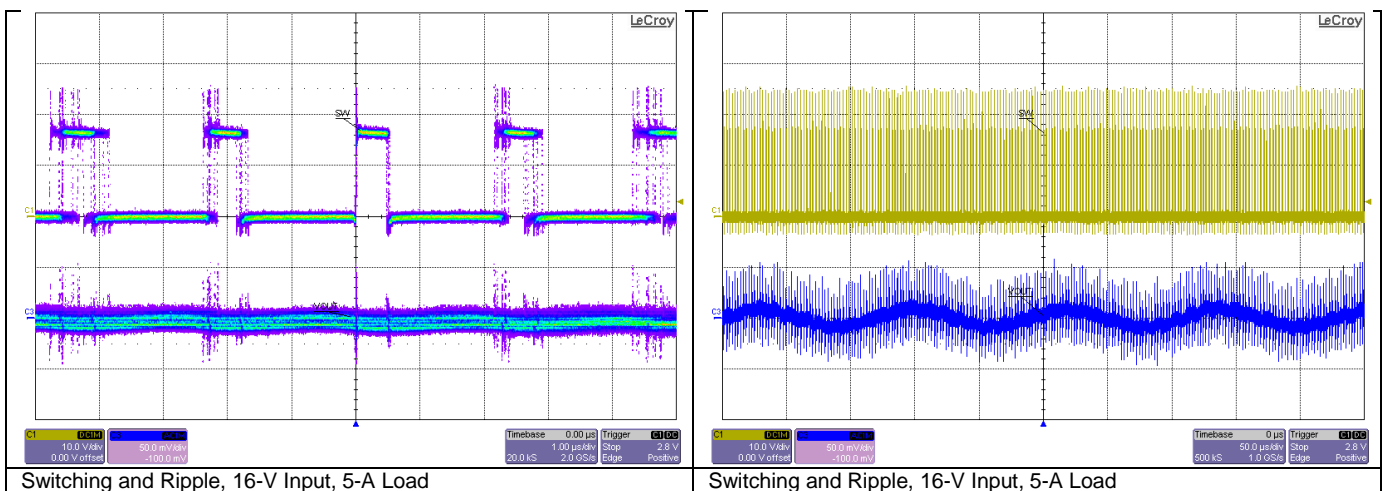 LeCroy
SW
C1
VOUT
C3
C1 DC1M
10.0 V/div
0.00 V offset
50.0 mV/div
-100.0 mV
Timebase 0.00 µs
1.00 µs/div
20.0 kS 2.0 GS/s
Trigger C1 DC
Stop 2.8 V
Edge Positive
Switching and Ripple, 16-V Input, 5-A Load
LeCroy
SW
C1
VOUT
C3
C1 DC1M
10.0 V/div
0.00 V offset
50.0 mV/div
-100.0 mV
Timebase 0 µs
50.0 µs/div
500 kS 1.0 GS/s
Trigger C1 DC
Stop 2.8 V
Edge Positive
Switching and Ripple, 16-V Input, 5-A Load